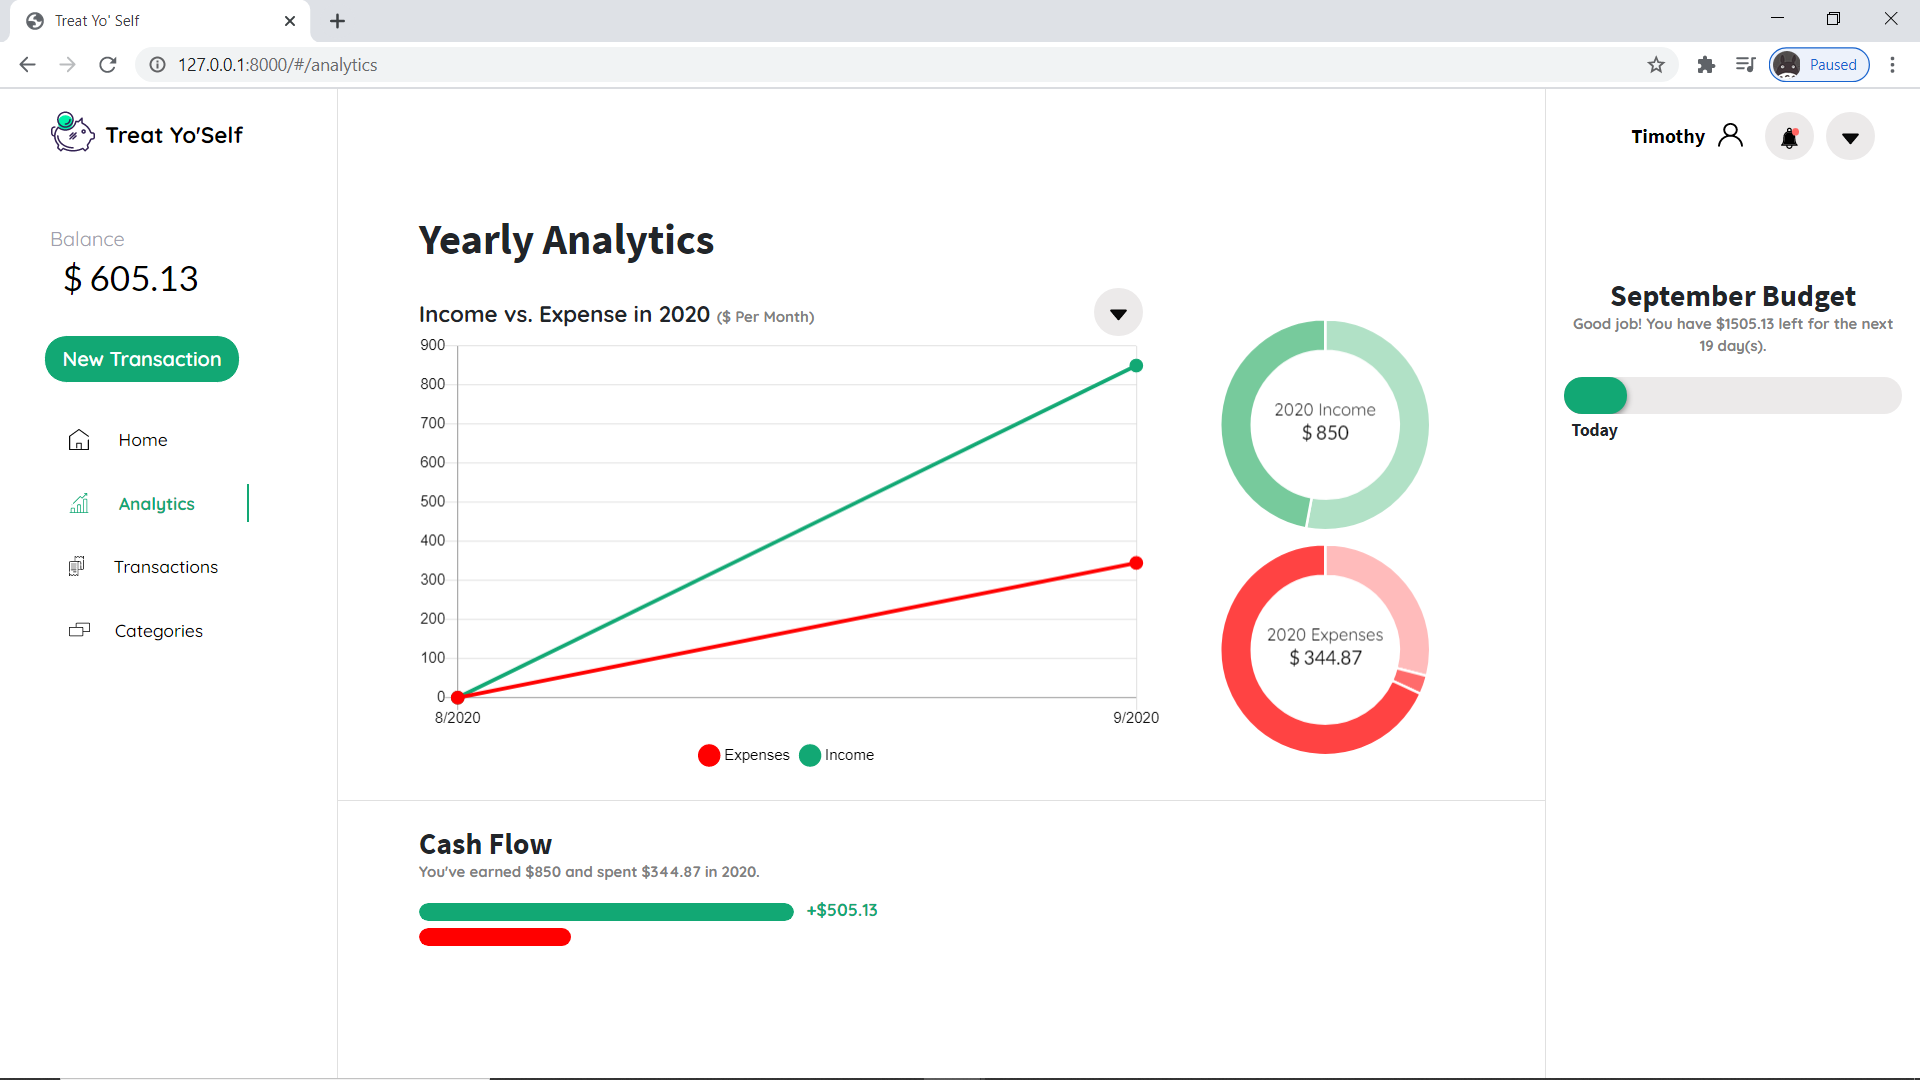 Treat Yo' Self
127.0.0.1:8000/#/analytics
Paused
Treat Yo'Self
Balance
$ 605.13
New Transaction
Home
Analytics
Transactions
Categories
Yearly Analytics
Income vs. Expense in 2020 ($ Per Month)
900
800
700
600
500
400
300
200
100
0
8/2020
9/2020
Expenses
Income
2020 Income
$ 850
2020 Expenses
$ 344.87
Cash Flow
You've earned $850 and spent $344.87 in 2020.
+$505.13
Timothy
September Budget
Good job! You have $1505.13 left for the next
19 day(s).
Today